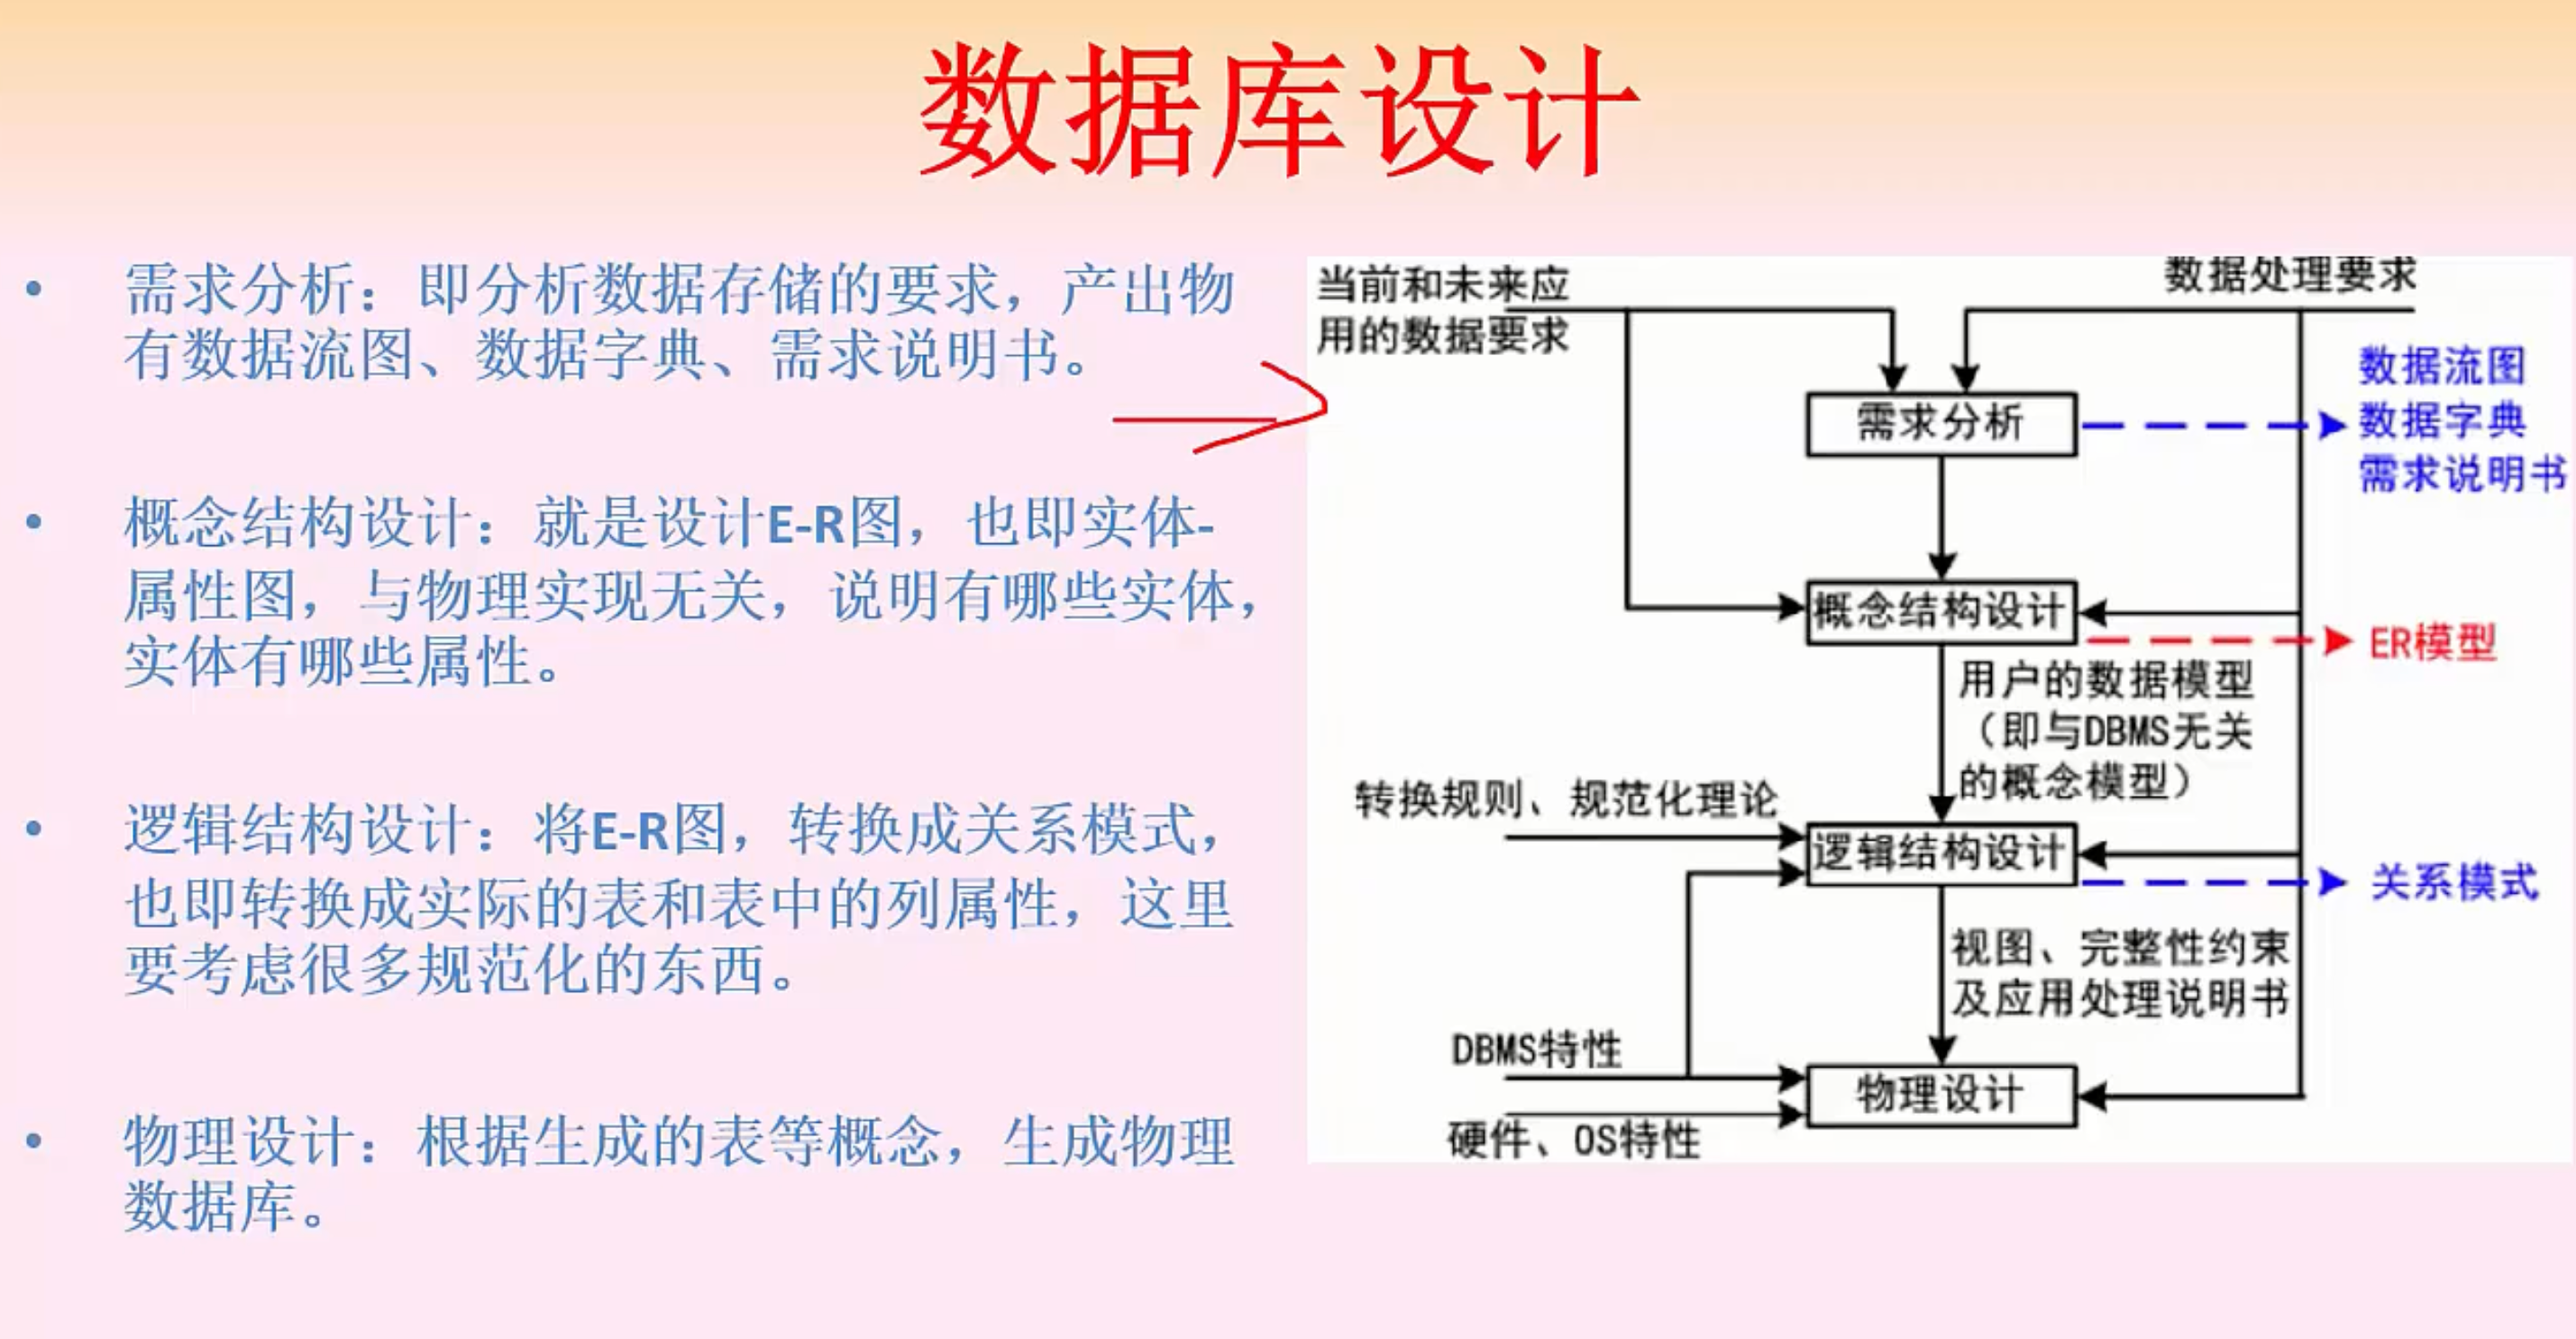 数据库设计
• 需求分析：即分析数据存储的要求，产出物
有数据流图、数据字典、需求说明书。
• 概念结构设计：就是设计E-R图，也即实体-
属性图，与物理实现无关，说明有哪些实体，
实体有哪些属性。
• 逻辑结构设计：将E-R图，转换成关系模式，
也即转换成实际的表和表中的列属性，这里
要考虑很多规范化的东西。
• 物理设计：根据生成的表等概念，生成物理
数据库。
当前和未来应
用的数据要求
数据处理要求
需求分析
数据流图
数据字典
需求说明书
概念结构设计
ER模型
用户的数据模型
（即与DBMS无关
的概念模型）
转换规则、规范化理论
逻辑结构设计
关系模式
视图、完整性约束
及应用处理说明书
DBMS特性
物理设计
硬件、OS特性